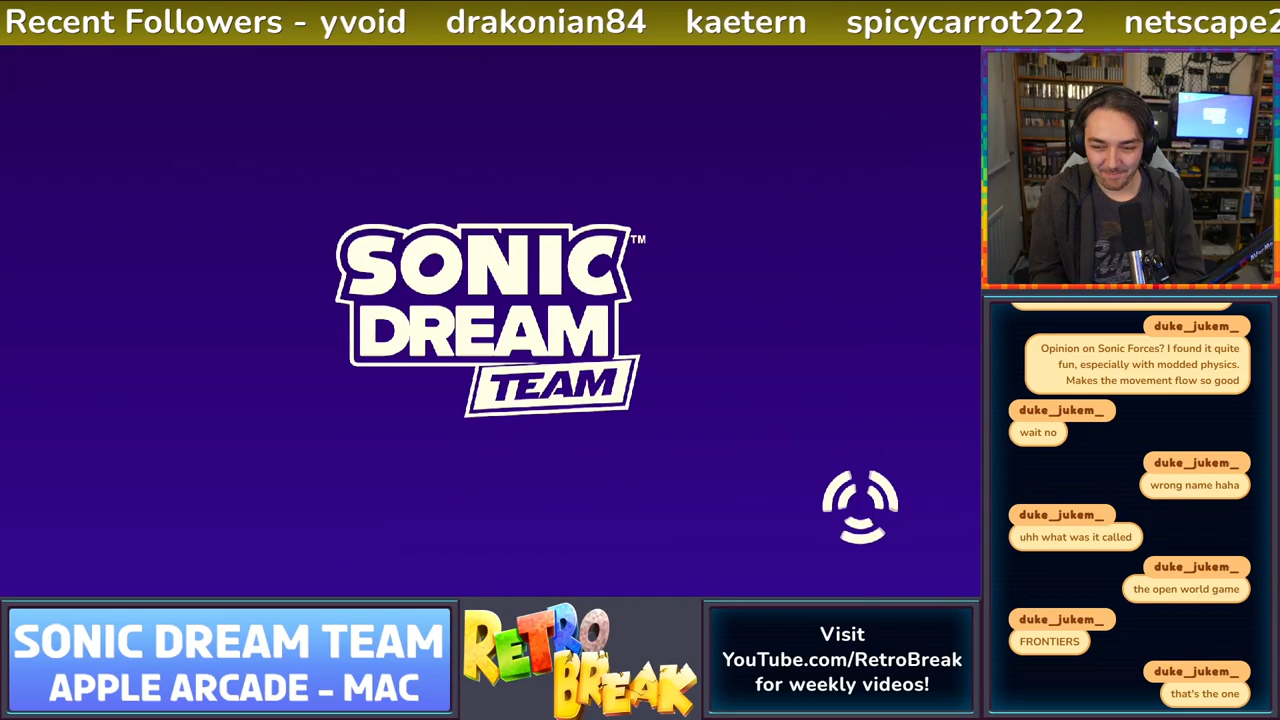 Recent Followers - yvoid drakonian84 kaetern spicycarrot222 netscape2
SONIC
DREAM
TEAM
TM
duke_jukem_
Opinion on Sonic Forces? I found it quite
fun, especially with modded physics.
Makes the movement flow so good
duke_jukem_
wait no
duke_jukem_
wrong name haha
duke_jukem_
uhh what was it called
duke_jukem_
the open world game
duke_jukem_
FRONTIERS
duke_jukem_
that's the one
SONIC DREAM TEAM
APPLE ARCADE - MAC
RETRO
BREAK
Visit
YouTube.com/RetroBreak
for weekly videos!